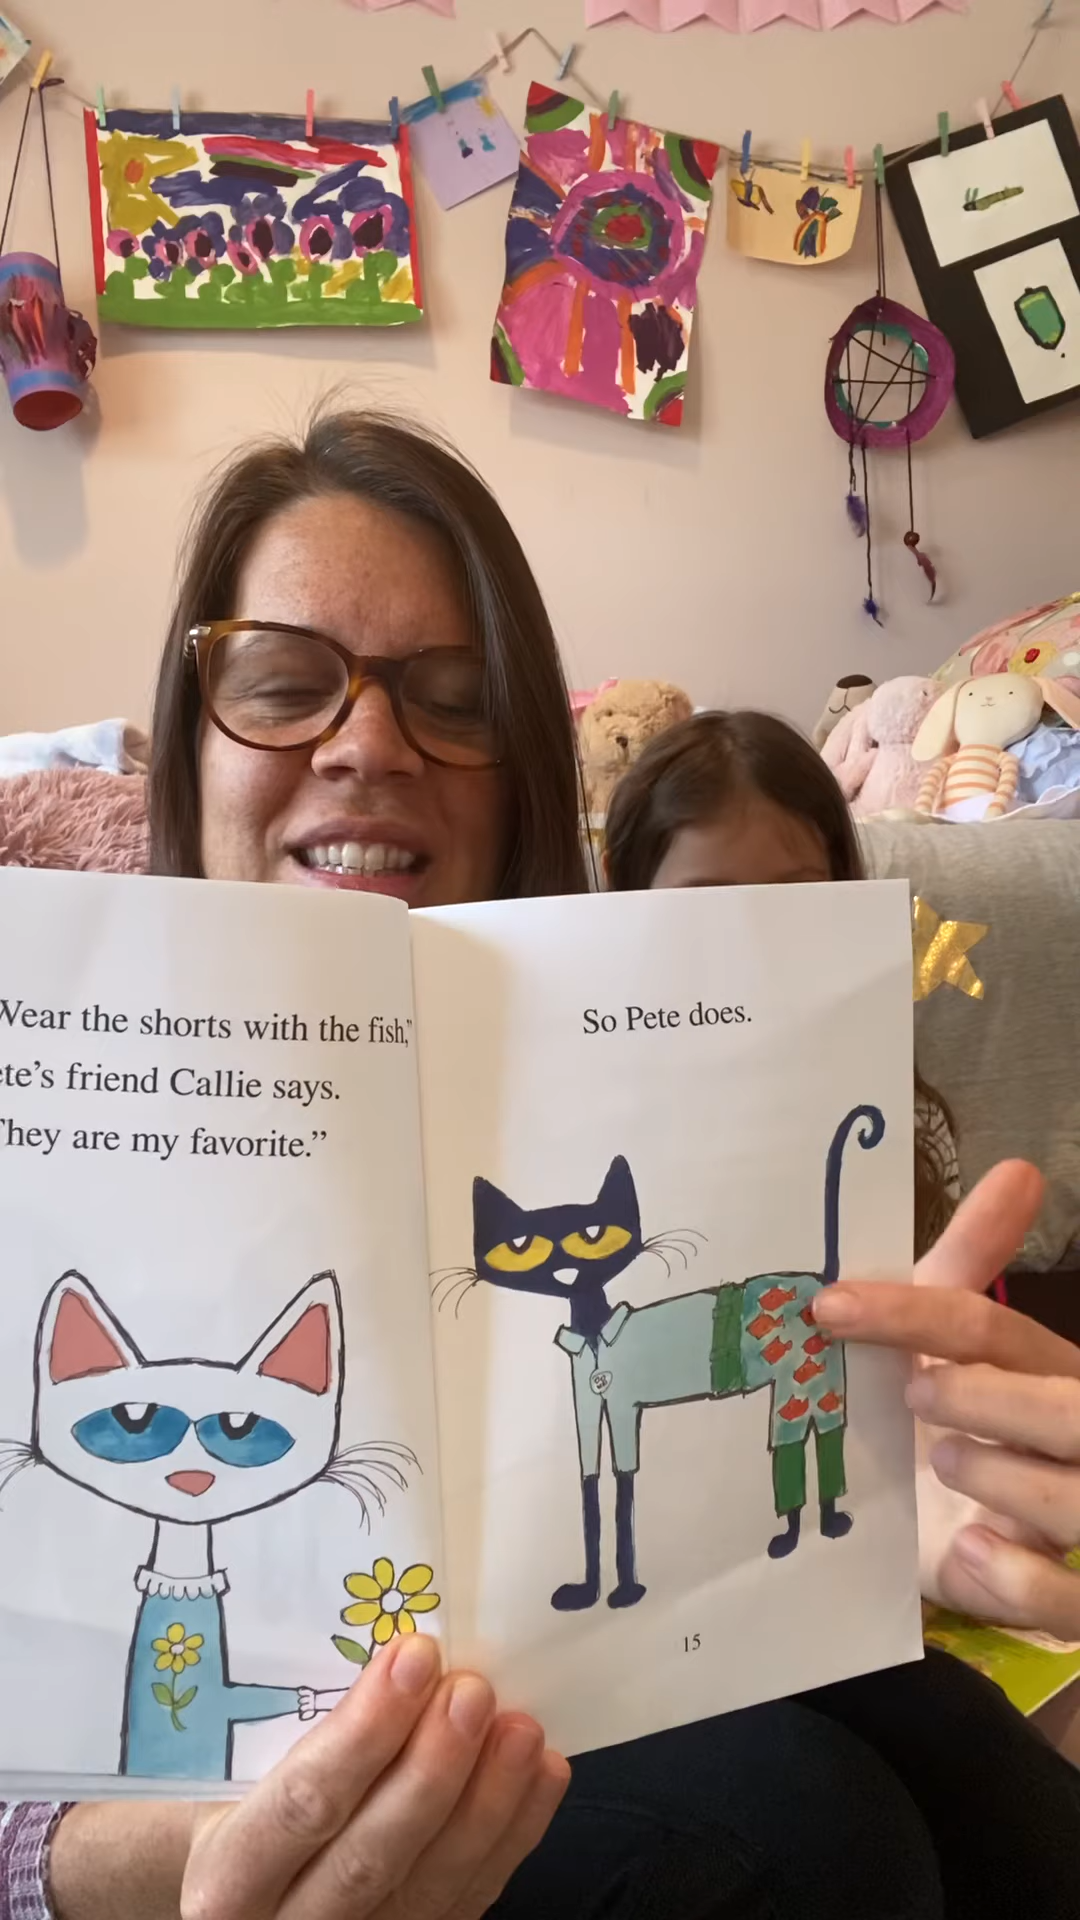 Wear the shorts with the fish,"
ete's friend Callie says.
They are my favorite."
So Pete does.
15